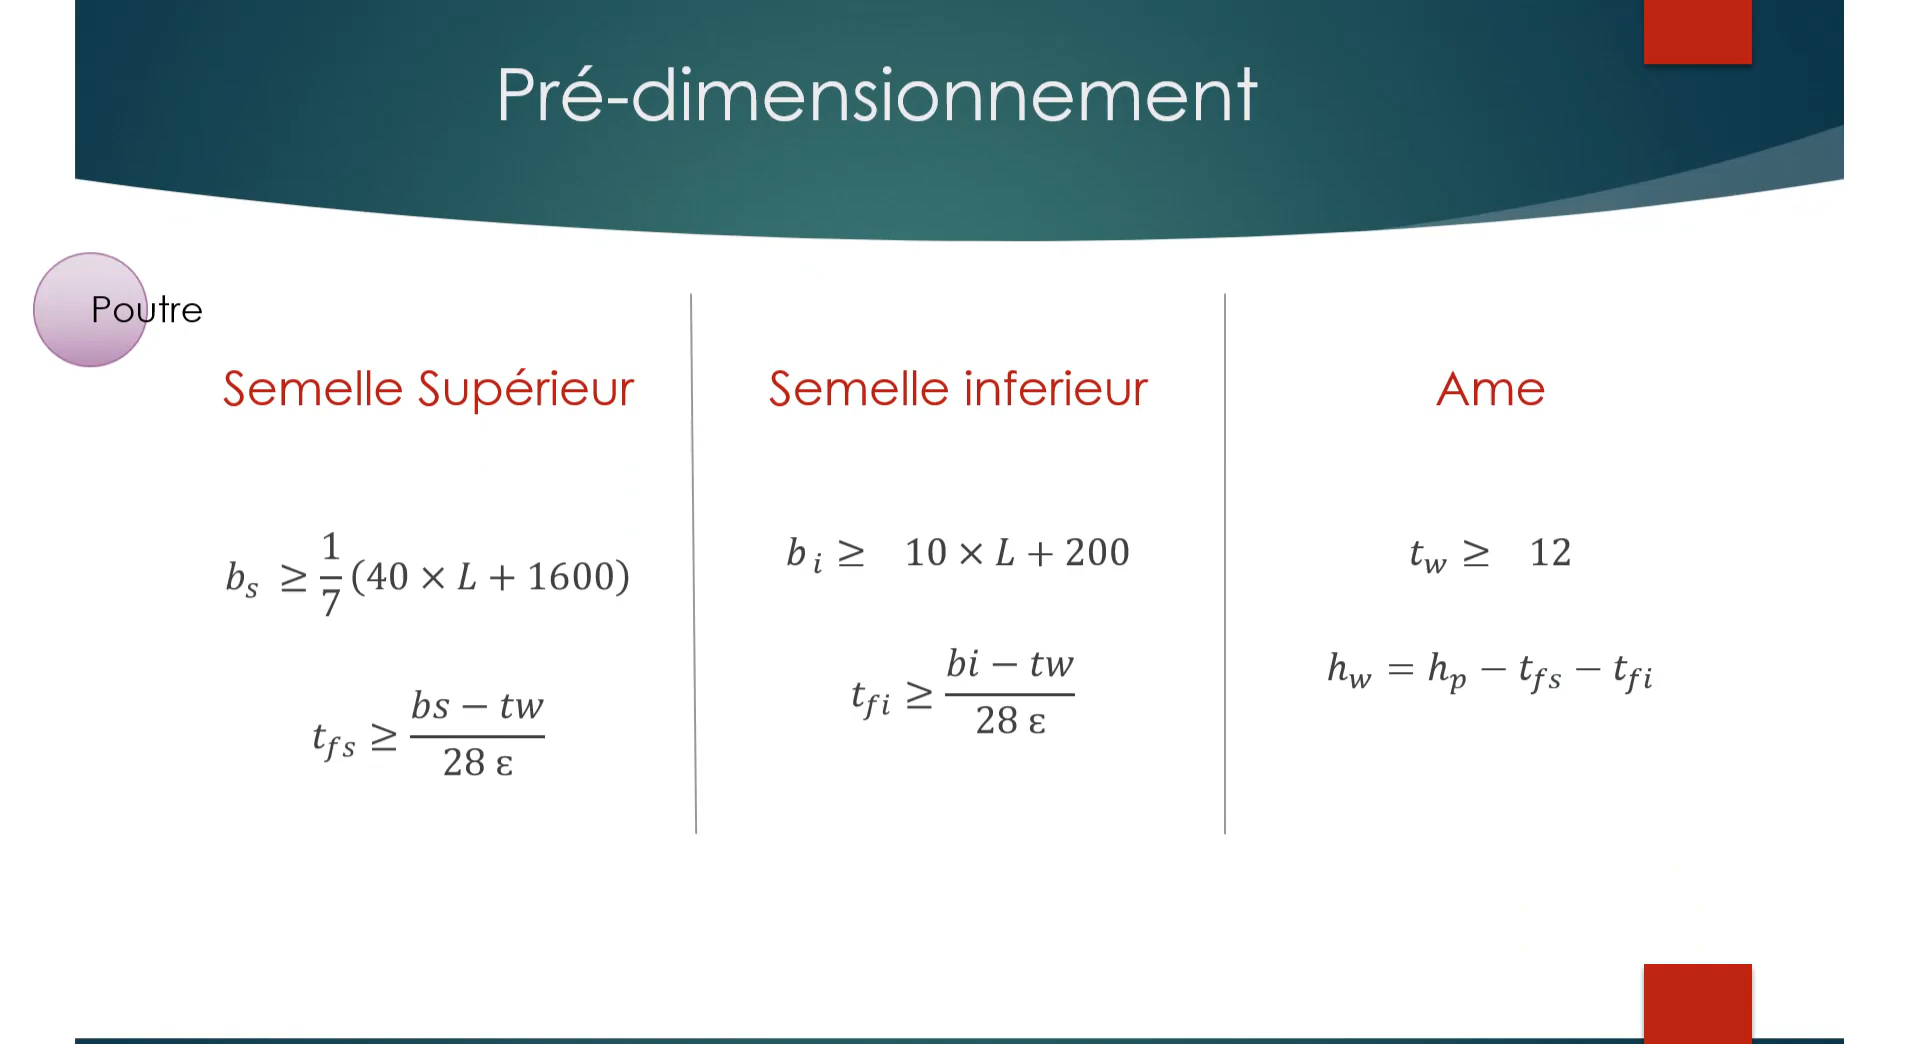 Pré-dimensionnement
Poutre
Semelle Supérieur
b_s ≥ 1/7 (40 × L + 1600)
t_fs ≥ (bs − tw)/(28 ε)
Semelle inferieur
b_i ≥ 10 × L + 200
t_fi ≥ (bi − tw)/(28 ε)
Ame
t_w ≥ 12
h_w = h_p − t_fs − t_fi